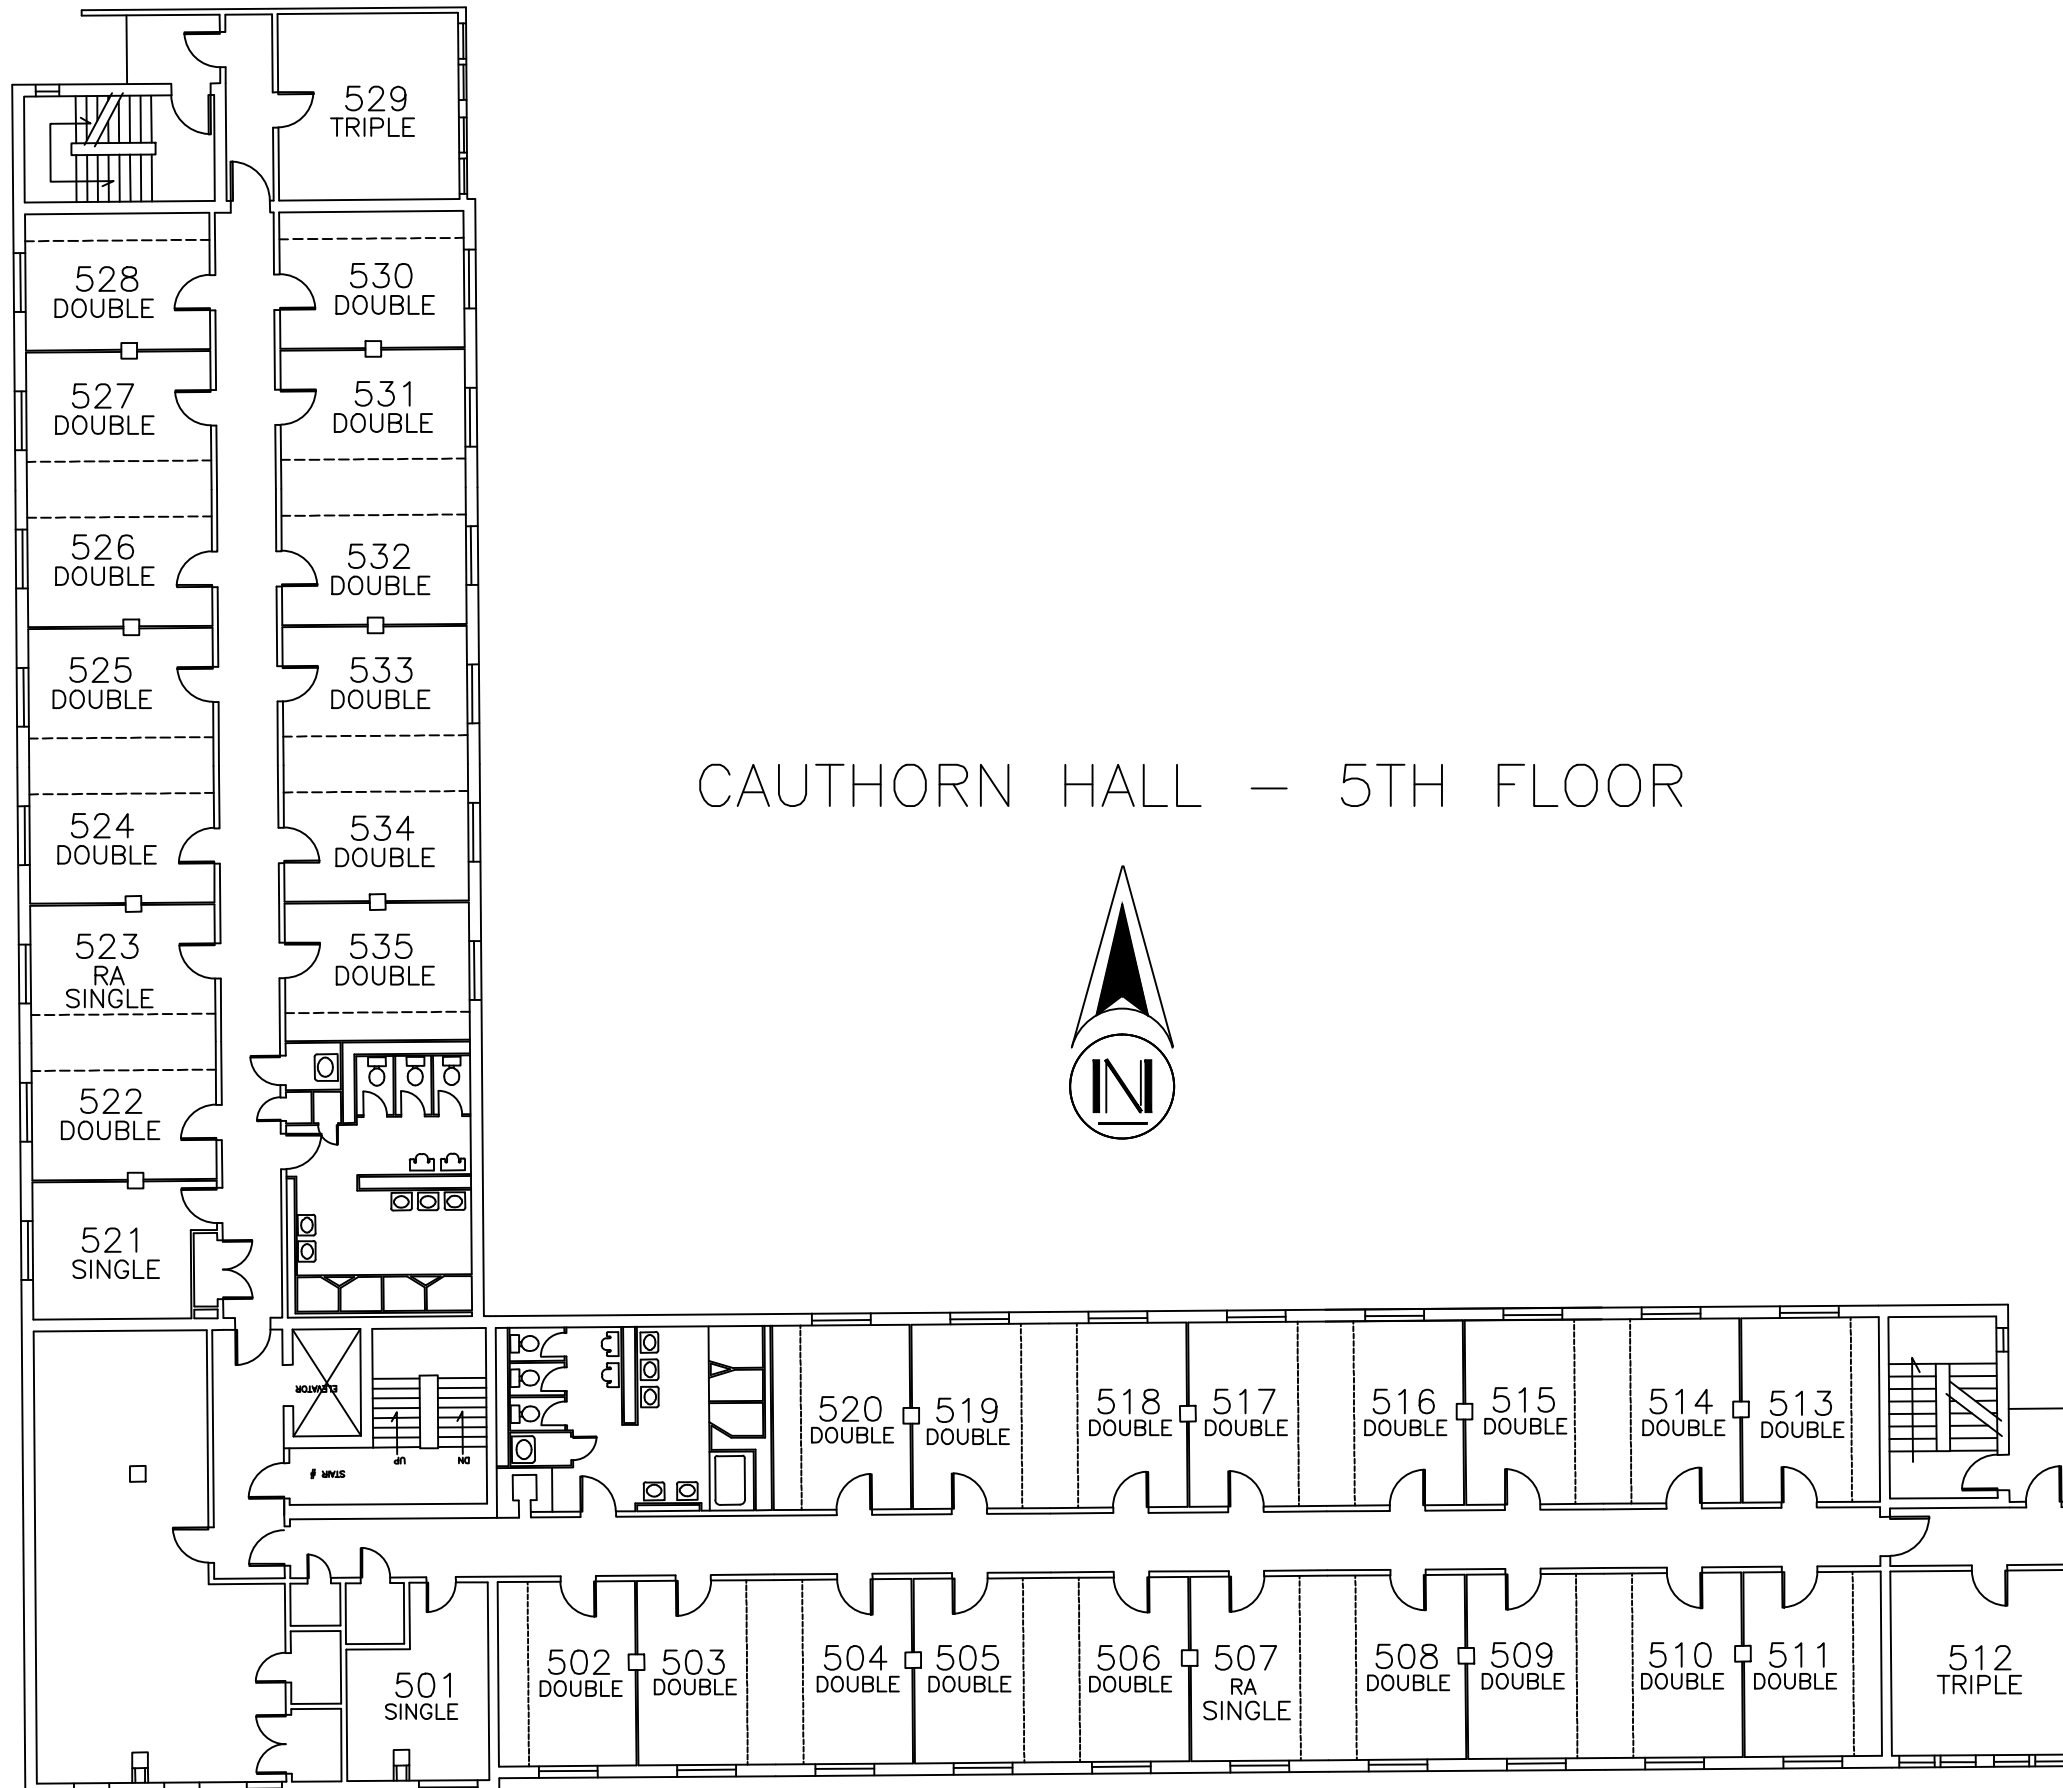 529
TRIPLE
528
DOUBLE
530
DOUBLE
527
DOUBLE
531
DOUBLE
526
DOUBLE
532
DOUBLE
525
DOUBLE
533
DOUBLE
CAUTHORN HALL - 5TH FLOOR
524
DOUBLE
534
DOUBLE
523
RA
SINGLE
535
DOUBLE
N
522
DOUBLE
521
SINGLE
ELEVATOR
UP
DN
STAIR #
520
DOUBLE
519
DOUBLE
518
DOUBLE
517
DOUBLE
516
DOUBLE
515
DOUBLE
514
DOUBLE
513
DOUBLE
501
SINGLE
502
DOUBLE
503
DOUBLE
504
DOUBLE
505
DOUBLE
506
DOUBLE
507
RA
SINGLE
508
DOUBLE
509
DOUBLE
510
DOUBLE
511
DOUBLE
512
TRIPLE